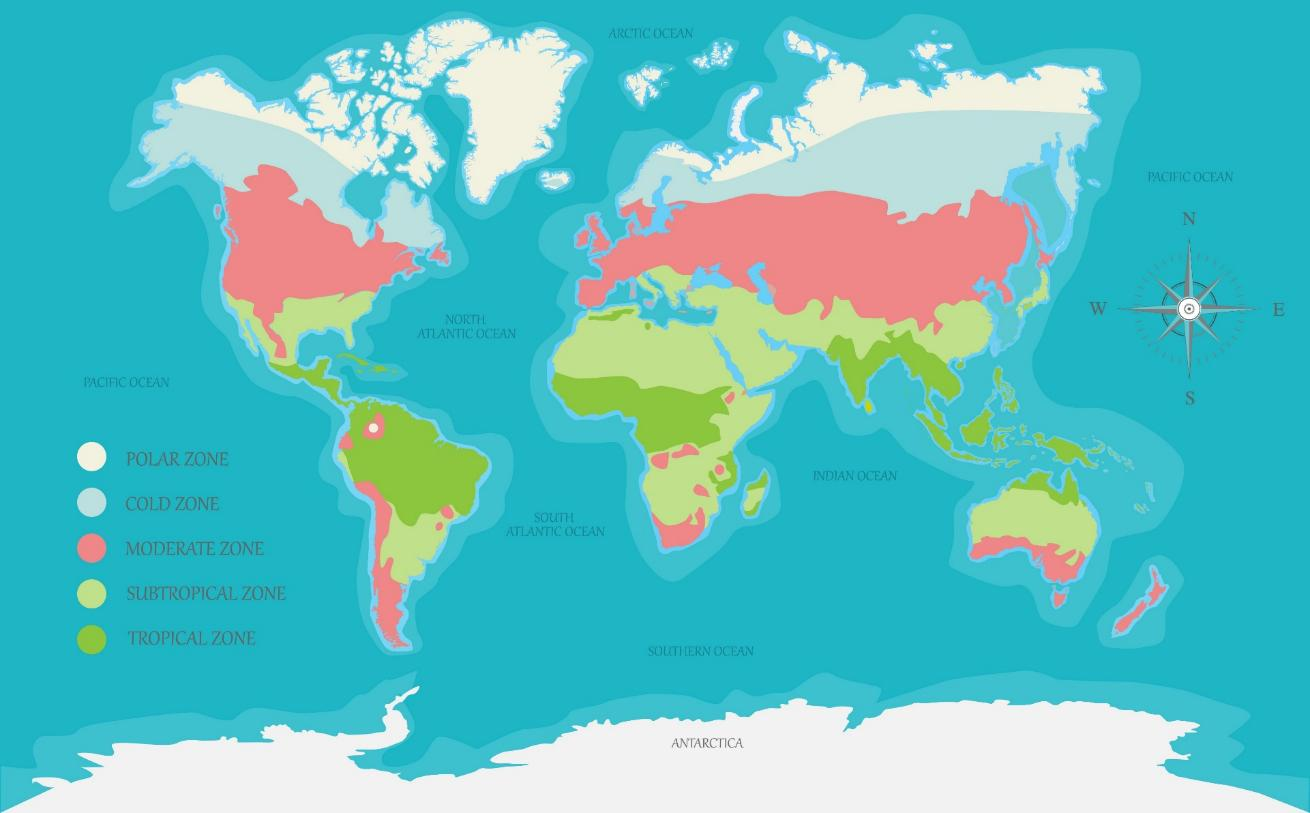 ARCTIC OCEAN
PACIFIC OCEAN
N
W
E
S
NORTH
ATLANTIC OCEAN
PACIFIC OCEAN
INDIAN OCEAN
SOUTH
ATLANTIC OCEAN
POLAR ZONE
COLD ZONE
MODERATE ZONE
SUBTROPICAL ZONE
TROPICAL ZONE
SOUTHERN OCEAN
ANTARCTICA